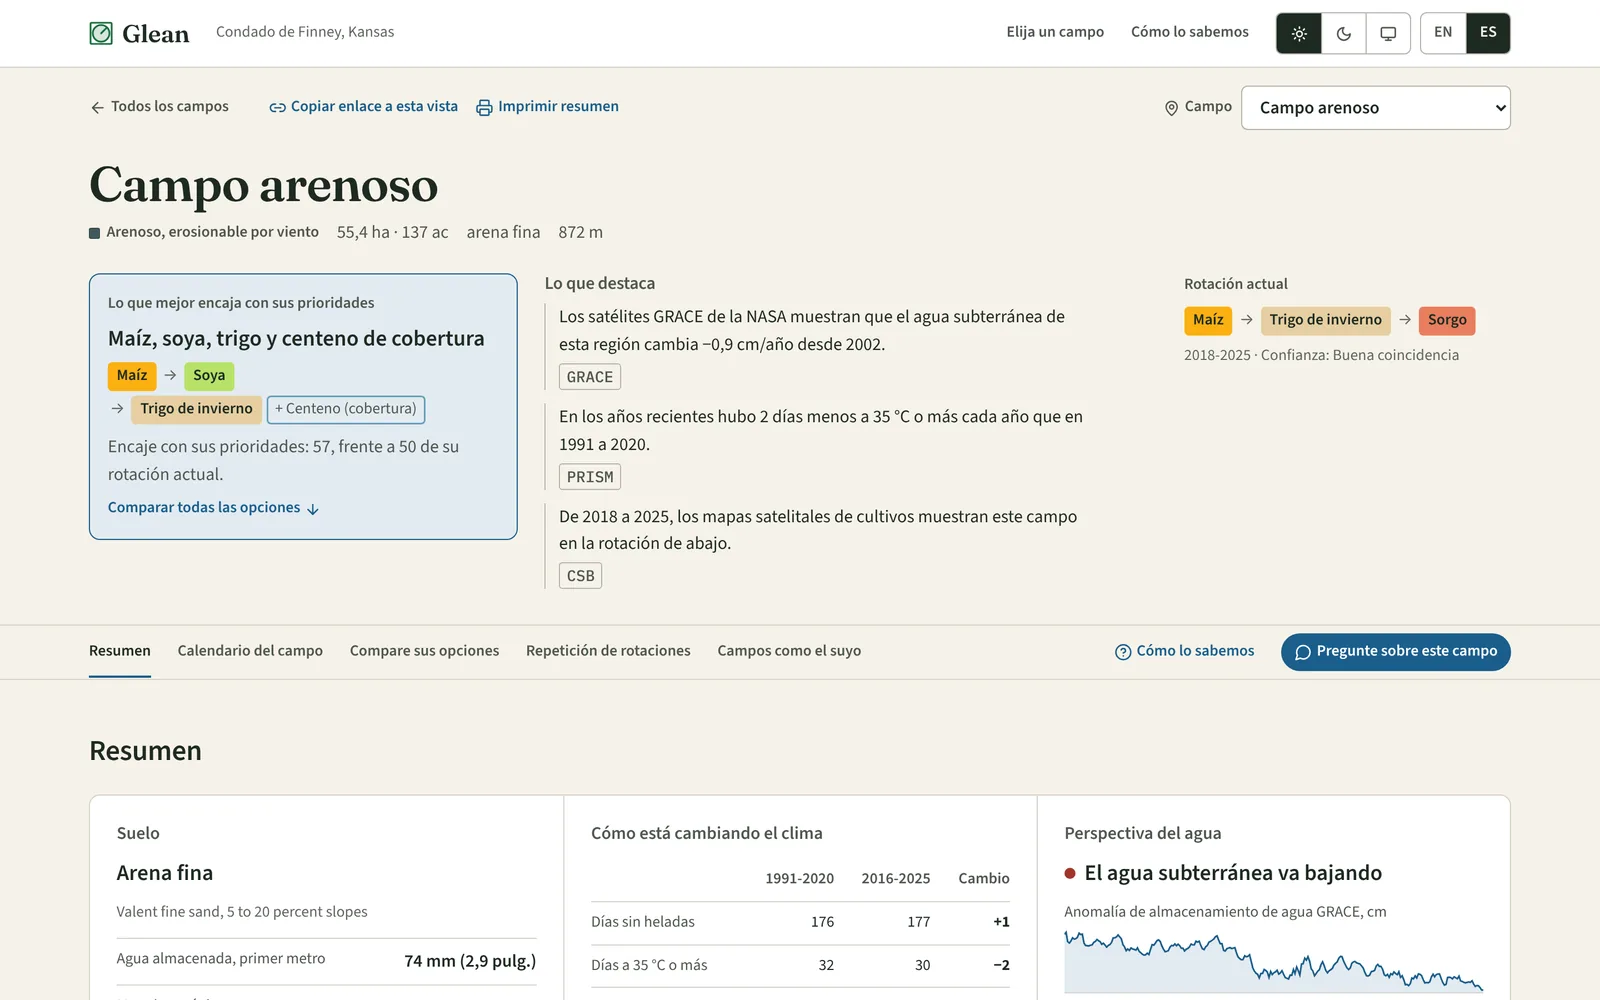 Glean
Condado de Finney, Kansas
Elija un campo
Cómo lo sabemos
EN
ES
Todos los campos
Copiar enlace a esta vista
Imprimir resumen
Campo
Campo arenoso
Campo arenoso
Arenoso, erosionable por viento
55,4 ha · 137 ac
arena fina
872 m
Lo que mejor encaja con sus prioridades
Maíz, soya, trigo y centeno de cobertura
Maíz → Soya
→ Trigo de invierno + Centeno (cobertura)
Encaje con sus prioridades: 57, frente a 50 de su
rotación actual.
Comparar todas las opciones ↓
Lo que destaca
Los satélites GRACE de la NASA muestran que el agua subterránea de
esta región cambia −0,9 cm/año desde 2002.
GRACE
En los años recientes hubo 2 días menos a 35 °C o más cada año que en
1991 a 2020.
PRISM
De 2018 a 2025, los mapas satelitales de cultivos muestran este campo
en la rotación de abajo.
CSB
Rotación actual
Maíz → Trigo de invierno → Sorgo
2018-2025 · Confianza: Buena coincidencia
Resumen
Calendario del campo
Compare sus opciones
Repetición de rotaciones
Campos como el suyo
Cómo lo sabemos
Pregunte sobre este campo
Resumen
Suelo
Arena fina
Valent fine sand, 5 to 20 percent slopes
Agua almacenada, primer metro 74 mm (2,9 pulg.)
Cómo está cambiando el clima
1991-2020 2016-2025 Cambio
Días sin heladas 176 177 +1
Días a 35 °C o más 32 30 −2
Perspectiva del agua
El agua subterránea va bajando
Anomalía de almacenamiento de agua GRACE, cm